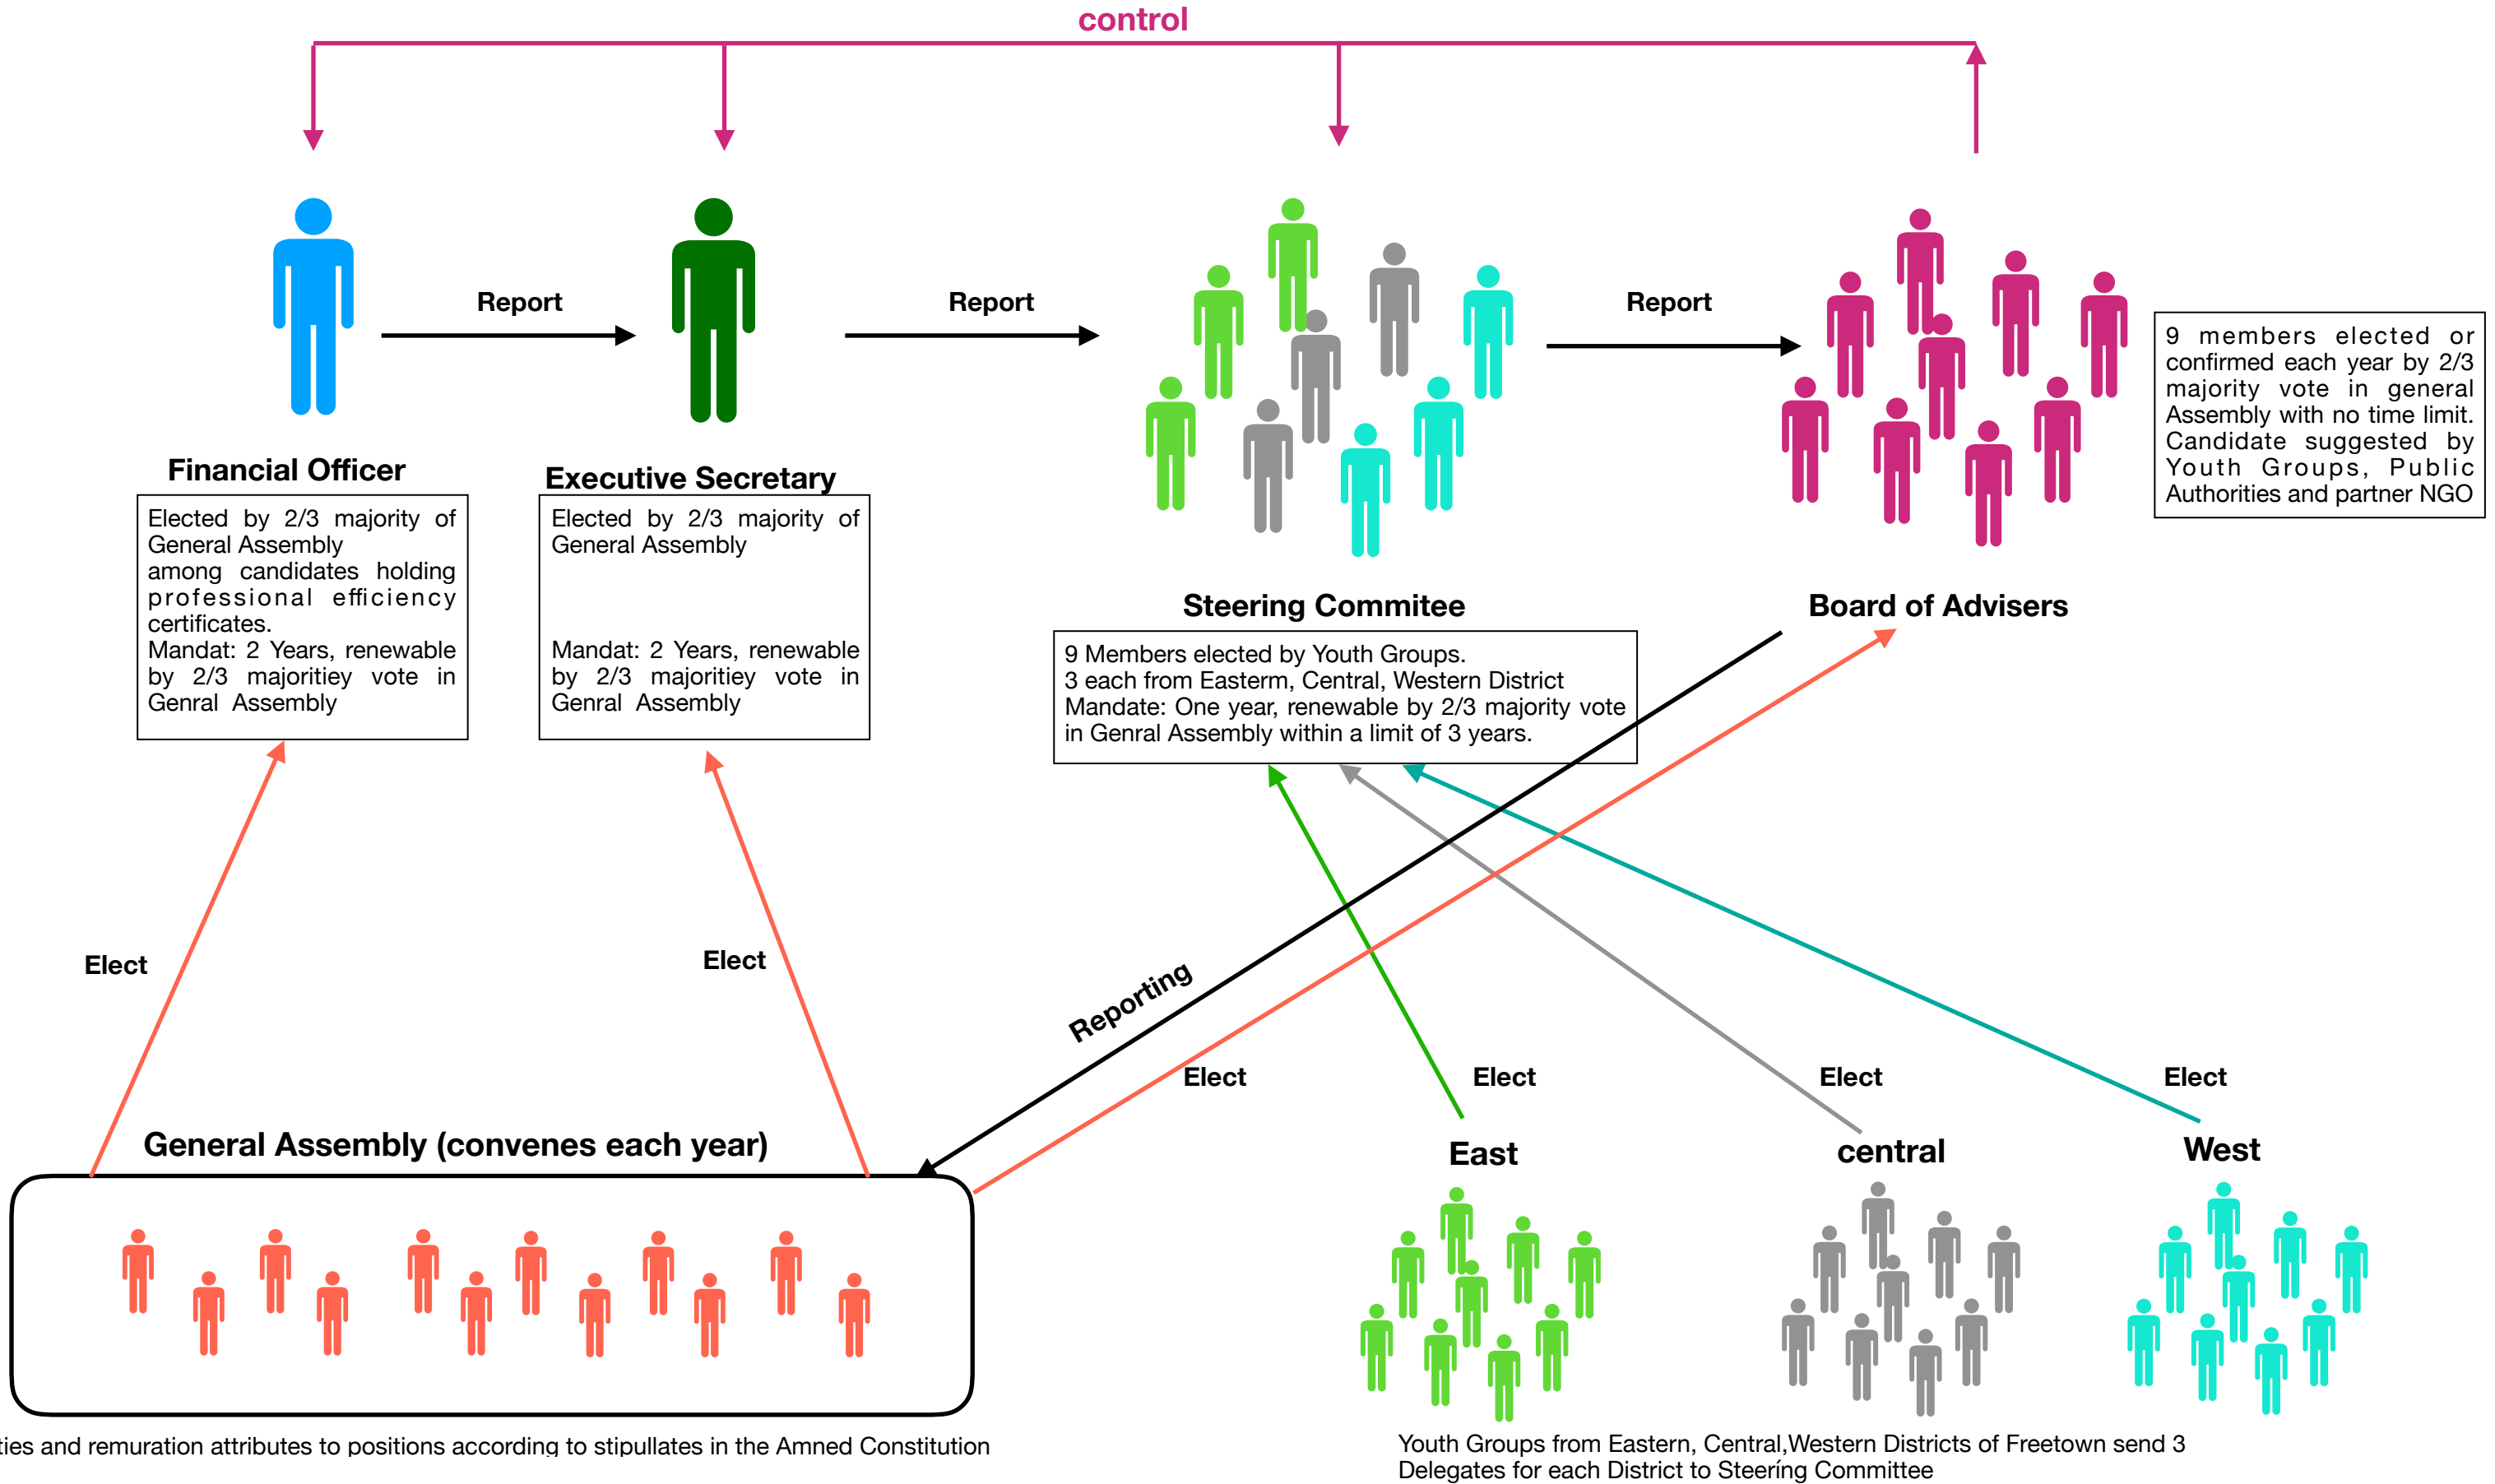 control
Report
Report
Report
9 members elected or
confirmed each year by 2/3
majority vote in general
Assembly with no time limit.
Candidate suggested by
Youth Groups, Public
Authorities and partner NGO
Financial Officer
Executive Secretary
Elected by 2/3 majority of
General Assembly
among candidates holding
professional efficiency
certificates.
Mandat: 2 Years, renewable
by 2/3 majoritiey vote in
Genral Assembly
Elected by 2/3 majority of
General Assembly
Mandat: 2 Years, renewable
by 2/3 majoritiey vote in
Genral Assembly
Steering Commitee
Board of Advisers
9 Members elected by Youth Groups.
3 each from Easterm, Central, Western District
Mandate: One year, renewable by 2/3 majority vote
in Genral Assembly within a limit of 3 years.
Elect
Elect
Reporting
Elect
Elect
Elect
Elect
General Assembly (convenes each year)
East
central
West
and remuration attributes to positions according to stipullates in the Amned Constitution
Youth Groups from Eastern, Central,Western Districts of Freetown send 3
Delegates for each District to Steeríng Committee